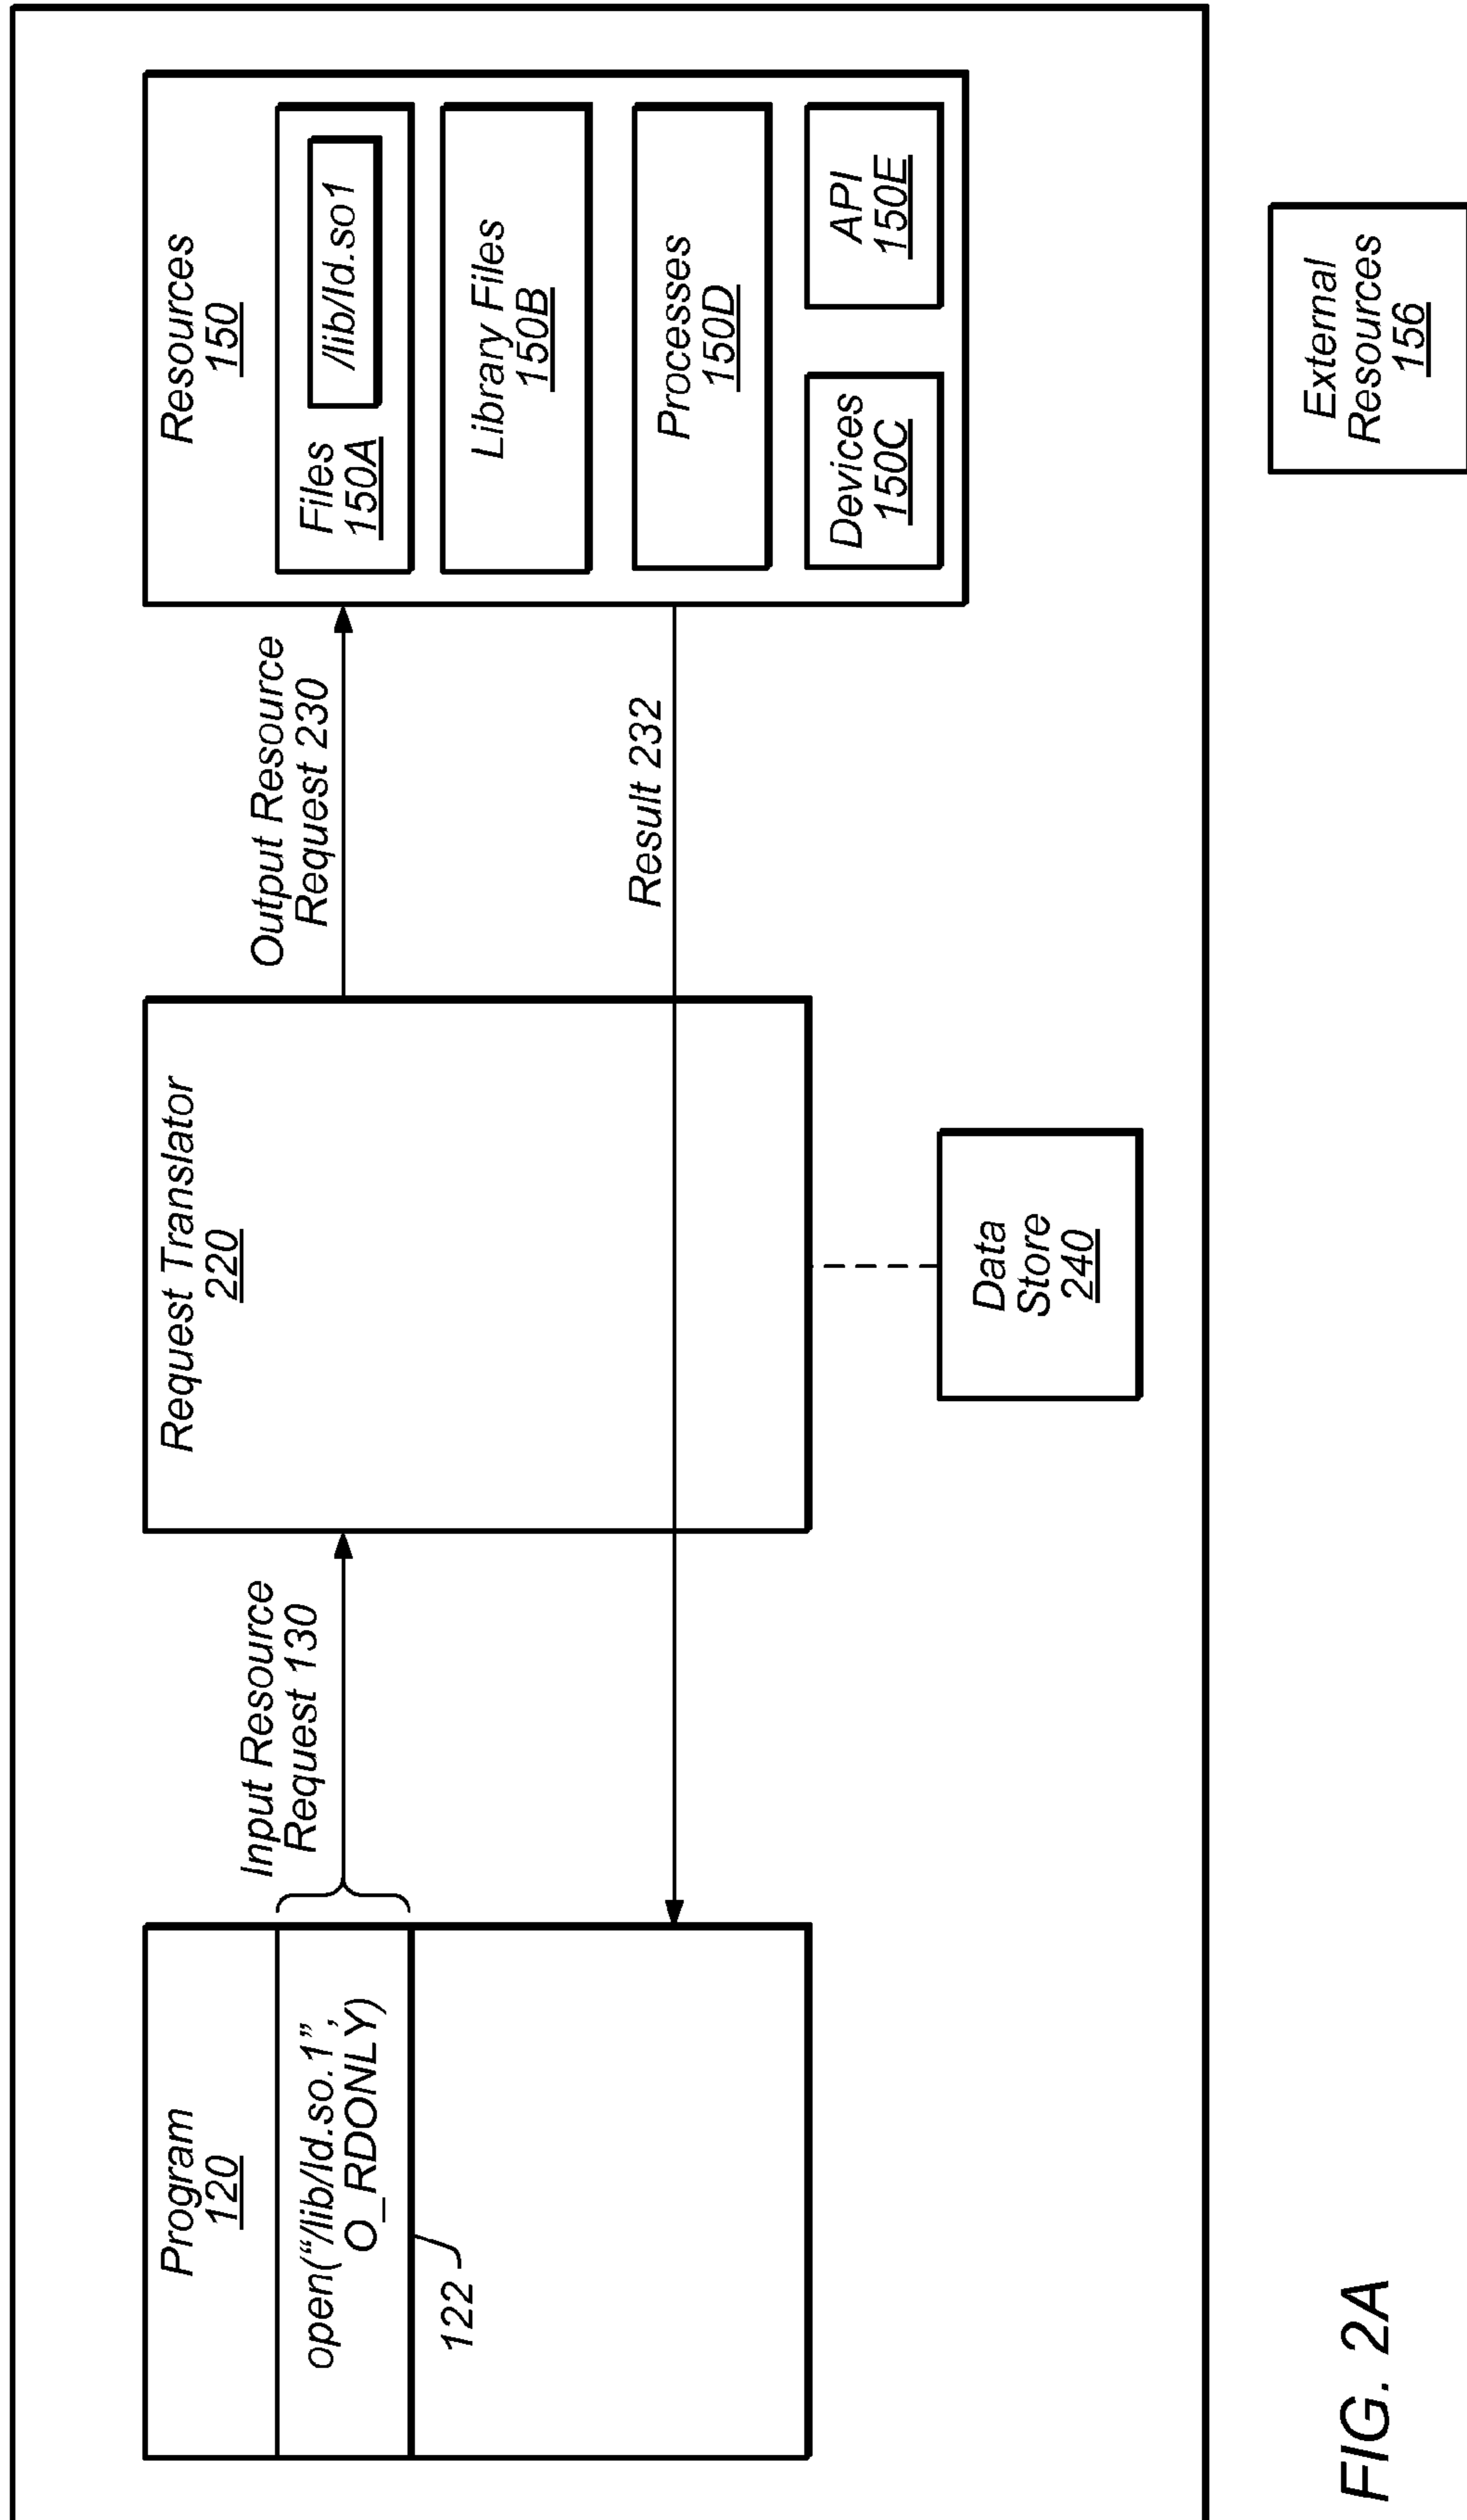 Program
120
open("/lib/ld.so.1",
O_RDONLY)
122
Input Resource
Request 130
Request Translator
220
Output Resource
Request 230
Result 232
Data
Store
240
Resources
150
Files
150A
/lib/ld.so1
Library Files
150B
Processes
150D
Devices
150C
API
150E
External
Resources
156
FIG. 2A